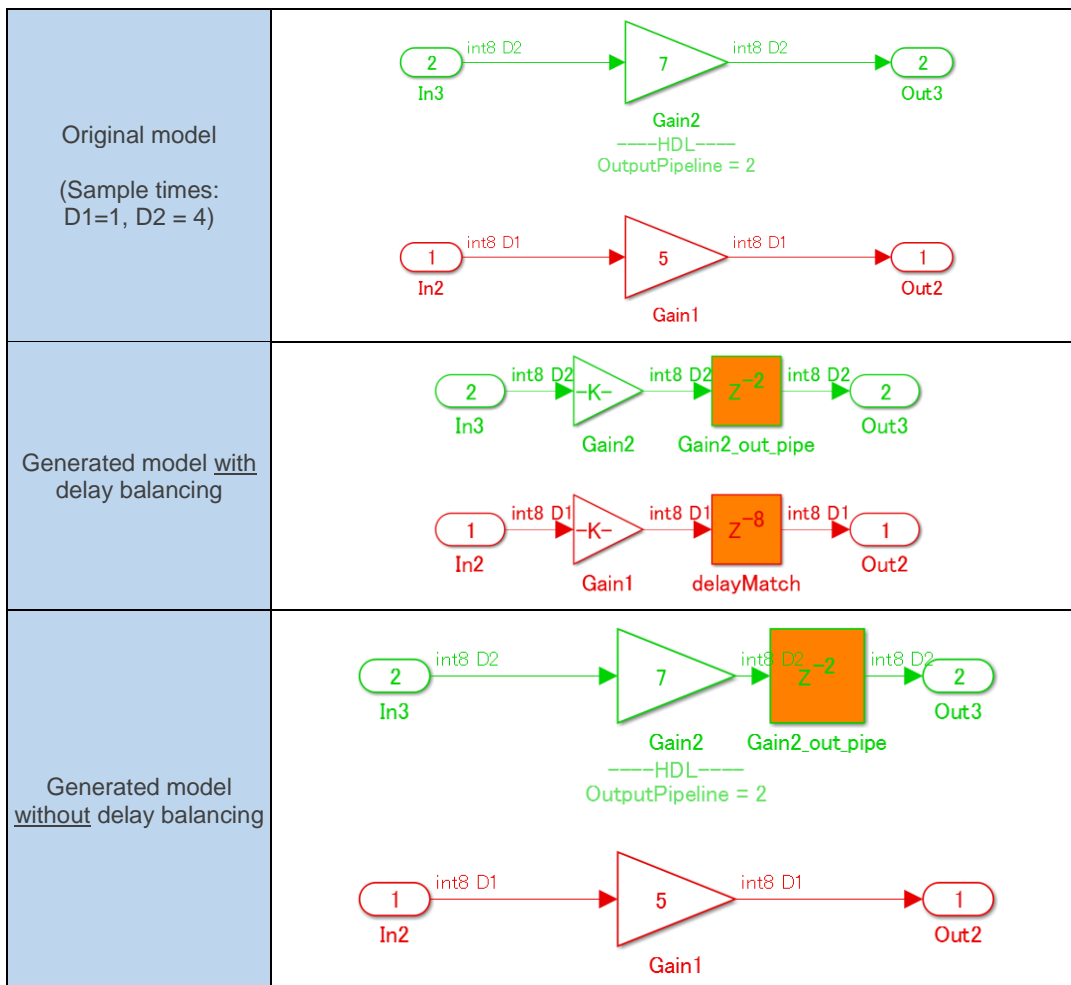 Original model
(Sample times:
D1=1, D2 = 4)
int8 D2
int8 D2
2
7
2
In3
Gain2
Out3
----HDL----
OutputPipeline = 2
int8 D1
int8 D1
1
5
1
In2
Gain1
Out2
Generated model with
delay balancing
int8 D2
int8 D2
int8 D2
2
-K-
Z-2
2
In3
Gain2
Gain2_out_pipe
Out3
int8 D1
int8 D1
int8 D1
1
-K-
Z-8
1
In2
Gain1
delayMatch
Out2
Generated model
without delay balancing
int8 D2
int8 D2
int8 D2
2
7
Z-2
2
In3
Gain2
Gain2_out_pipe
Out3
----HDL----
OutputPipeline = 2
int8 D1
int8 D1
1
5
1
In2
Gain1
Out2